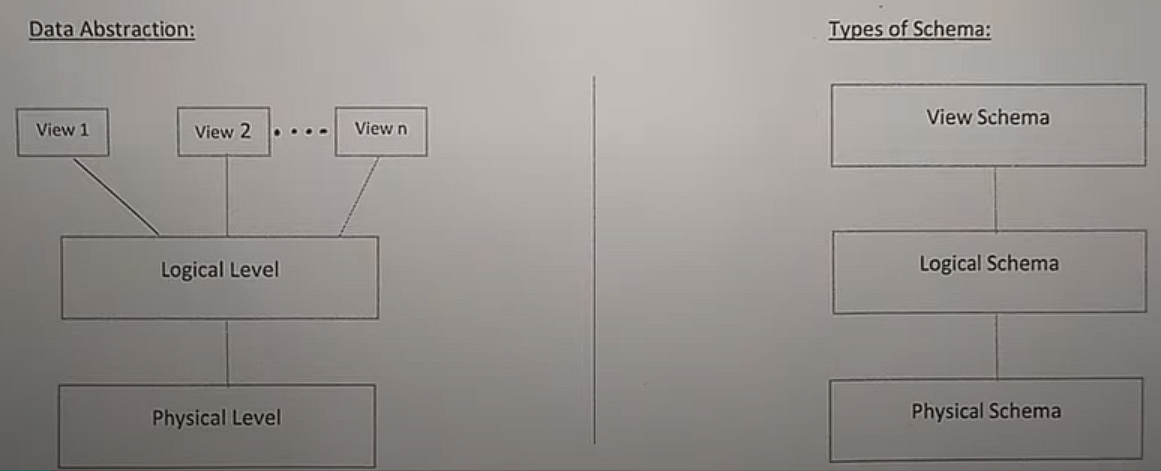 Data Abstraction:
Types of Schema:
View 1
View 2
View n
View Schema
Logical Level
Logical Schema
Physical Level
Physical Schema